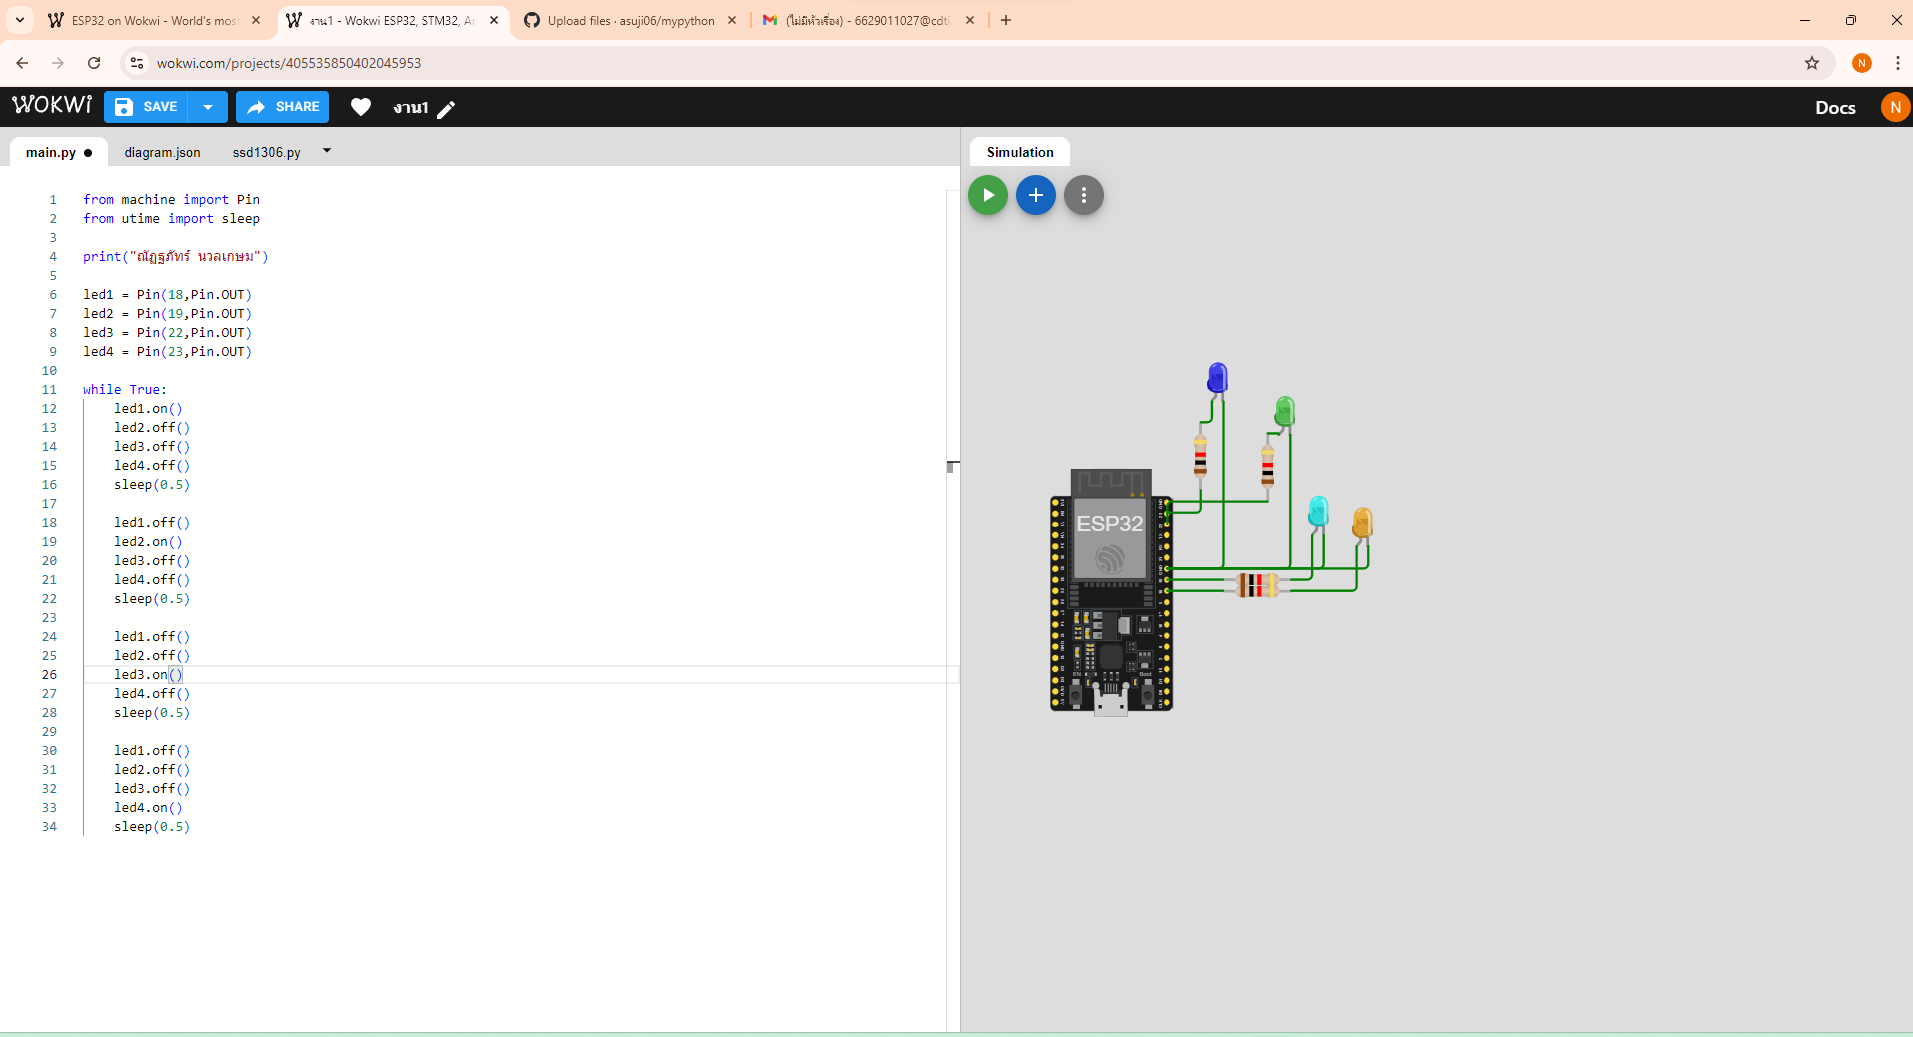 ESP32 on Wokwi - World's mos
งาน1 - Wokwi ESP32, STM32, Ar
Upload files · asuji06/mypython
(ไม่มีหัวเรื่อง) - 6629011027@cdti
wokwi.com/projects/405535850402045953
N
WOKWi
SAVE
SHARE
งาน1
Docs
N
main.py
diagram.json
ssd1306.py
Simulation
1 from machine import Pin
2 from utime import sleep
3
4 print("ณัฏฐภัทร์ นวลเกษม")
5
6 led1 = Pin(18,Pin.OUT)
7 led2 = Pin(19,Pin.OUT)
8 led3 = Pin(22,Pin.OUT)
9 led4 = Pin(23,Pin.OUT)
10
11 while True:
12 led1.on()
13 led2.off()
14 led3.off()
15 led4.off()
16 sleep(0.5)
17
18 led1.off()
19 led2.on()
20 led3.off()
21 led4.off()
22 sleep(0.5)
23
24 led1.off()
25 led2.off()
26 led3.on()
27 led4.off()
28 sleep(0.5)
29
30 led1.off()
31 led2.off()
32 led3.off()
33 led4.on()
34 sleep(0.5)
ESP32
EN
Boot